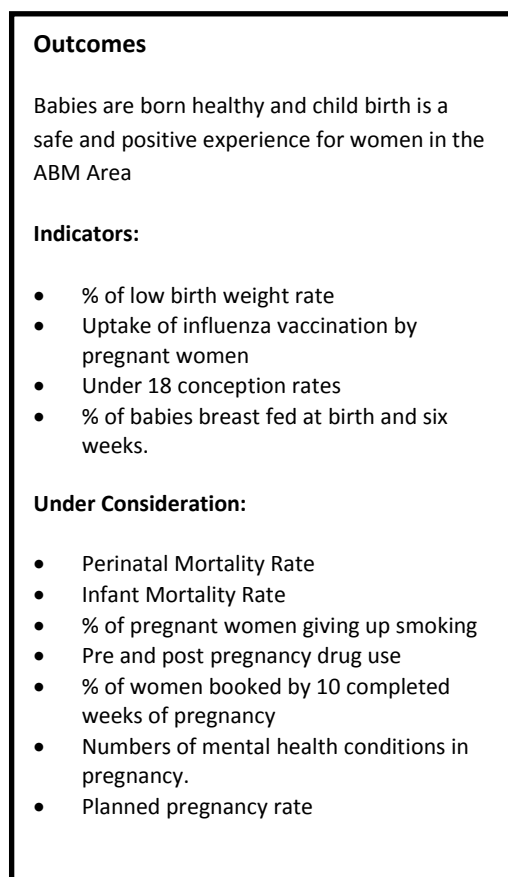 Outcomes
Babies are born healthy and child birth is a
safe and positive experience for women in the
ABM Area
Indicators:
• % of low birth weight rate
• Uptake of influenza vaccination by
pregnant women
• Under 18 conception rates
• % of babies breast fed at birth and six
weeks.
Under Consideration:
• Perinatal Mortality Rate
• Infant Mortality Rate
• % of pregnant women giving up smoking
• Pre and post pregnancy drug use
• % of women booked by 10 completed
weeks of pregnancy
• Numbers of mental health conditions in
pregnancy.
• Planned pregnancy rate